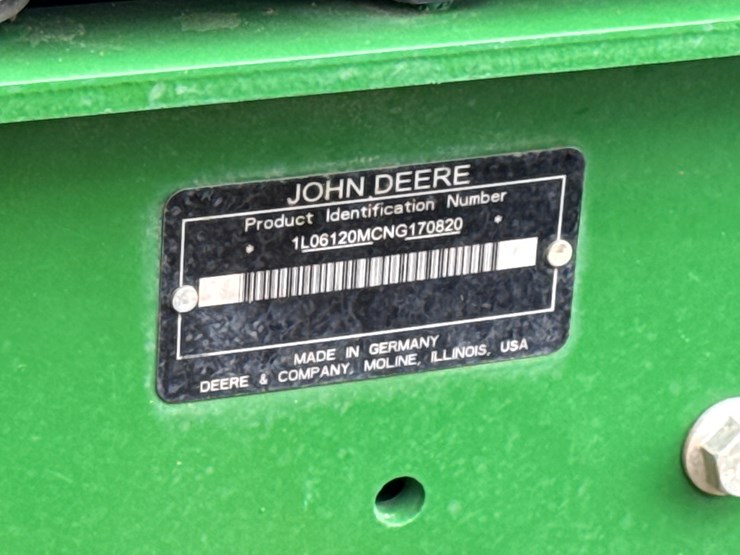 JOHN DEERE
Product Identification Number
* 1L06120MCNG170820 *
MADE IN GERMANY
DEERE & COMPANY, MOLINE, ILLINOIS, USA